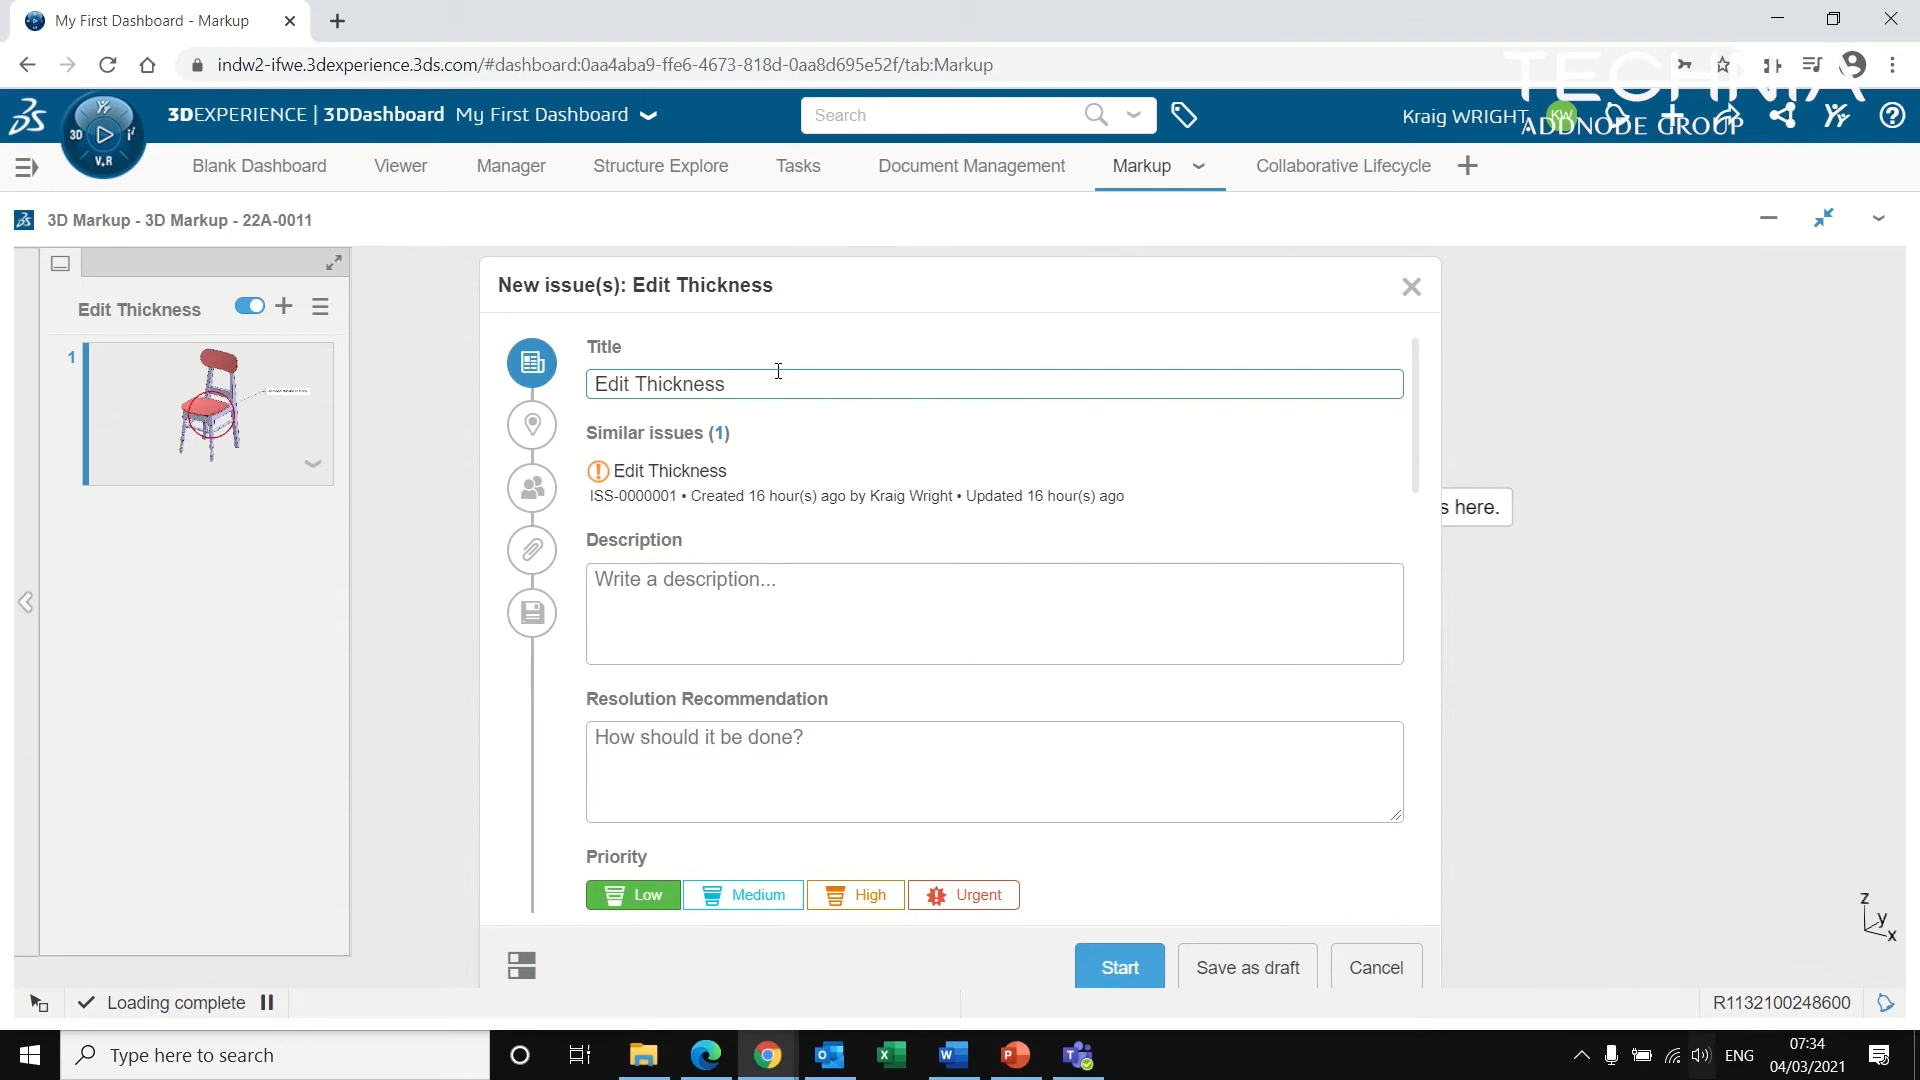 My First Dashboard - Markup
indw2-ifwe.3dexperience.3ds.com/#dashboard:0aa4aba9-ffe6-4673-818d-0aa8d695e52f/tab:Markup
TECHNIA
ADDNODE GROUP
3DEXPERIENCE | 3DDashboard My First Dashboard
Search
Kraig WRIGHT
KW
3D
V.R
Blank Dashboard Viewer Manager Structure Explore Tasks Document Management Markup Collaborative Lifecycle
3D Markup - 3D Markup - 22A-0011
Edit Thickness
1
New issue(s): Edit Thickness
Title
Edit Thickness
Similar issues (1)
Edit Thickness
ISS-0000001 • Created 16 hour(s) ago by Kraig Wright • Updated 16 hour(s) ago
s here.
Description
Write a description...
Resolution Recommendation
How should it be done?
Priority
Low Medium High Urgent
z
y
x
Start Save as draft Cancel
Loading complete
R1132100248600
Type here to search
ENG
07:34
04/03/2021